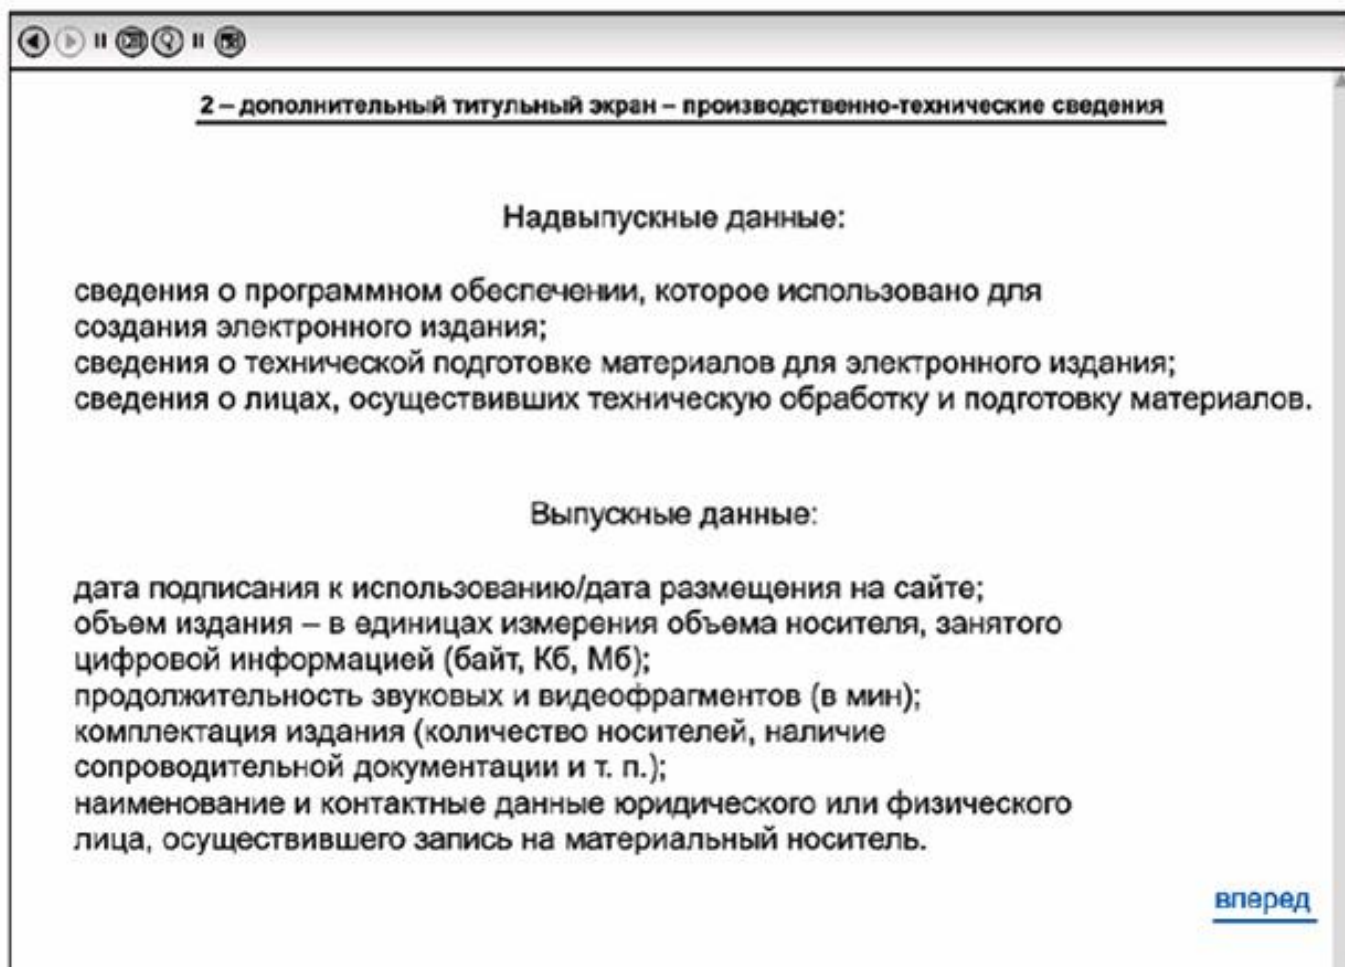 2 – дополнительный титульный экран – производственно-технические сведения
Надвыпускные данные:
сведения о программном обеспечении, которое использовано для
создания электронного издания;
сведения о технической подготовке материалов для электронного издания;
сведения о лицах, осуществивших техническую обработку и подготовку материалов.
Выпускные данные:
дата подписания к использованию/дата размещения на сайте;
объем издания – в единицах измерения объема носителя, занятого
цифровой информацией (байт, Кб, Мб);
продолжительность звуковых и видеофрагментов (в мин);
комплектация издания (количество носителей, наличие
сопроводительной документации и т. п.);
наименование и контактные данные юридического или физического
лица, осуществившего запись на материальный носитель.
вперед